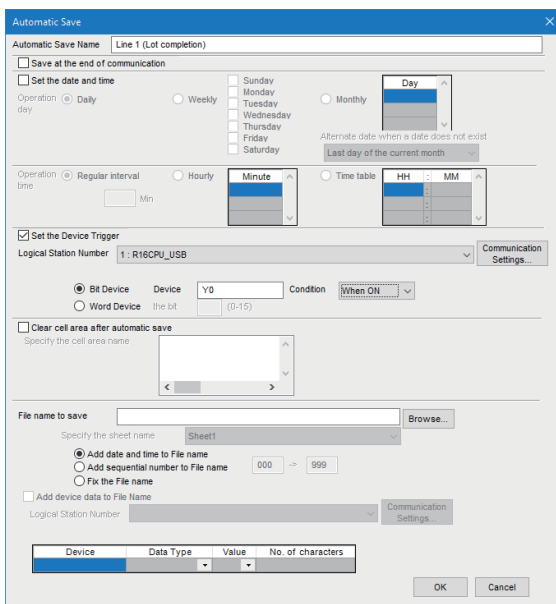 Automatic Save
Automatic Save Name Line 1 (Lot completion)
Save at the end of communication
Set the date and time
Operation day Daily Weekly
Sunday
Monday
Tuesday
Wednesday
Thursday
Friday
Saturday
Monthly
Day
Alternate date when a date does not exist
Last day of the current month
Operation time Regular interval Hourly Minute Time table HH : MM
Min
:
:
:
Set the Device Trigger
Logical Station Number 1 : R16CPU_USB Communication Settings...
Bit Device Device Y0 Condition When ON
Word Device the bit (0-15)
Clear cell area after automatic save
Specify the cell area name
File name to save Browse...
Specify the sheet name Sheet1
Add date and time to File name
Add sequential number to File name 000 -> 999
Fix the File name
Add device data to File Name
Logical Station Number Communication Settings...
Device Data Type Value No. of characters
OK Cancel